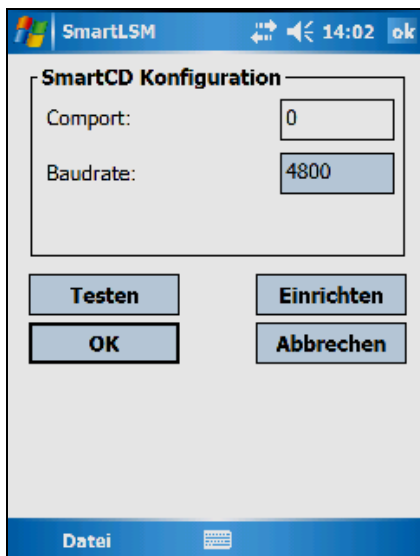 SmartLSM 14:02 ok
SmartCD Konfiguration
Comport: 0
Baudrate: 4800
Testen Einrichten
OK Abbrechen
Datei